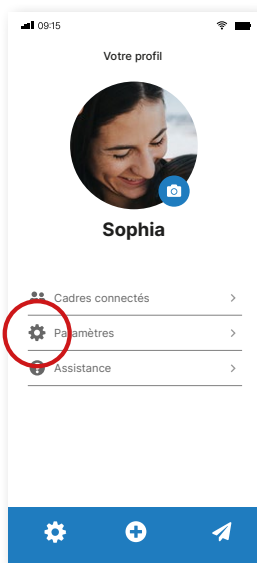 09:15
Votre profil
Sophia
Cadres connectés
Paramètres
Assistance